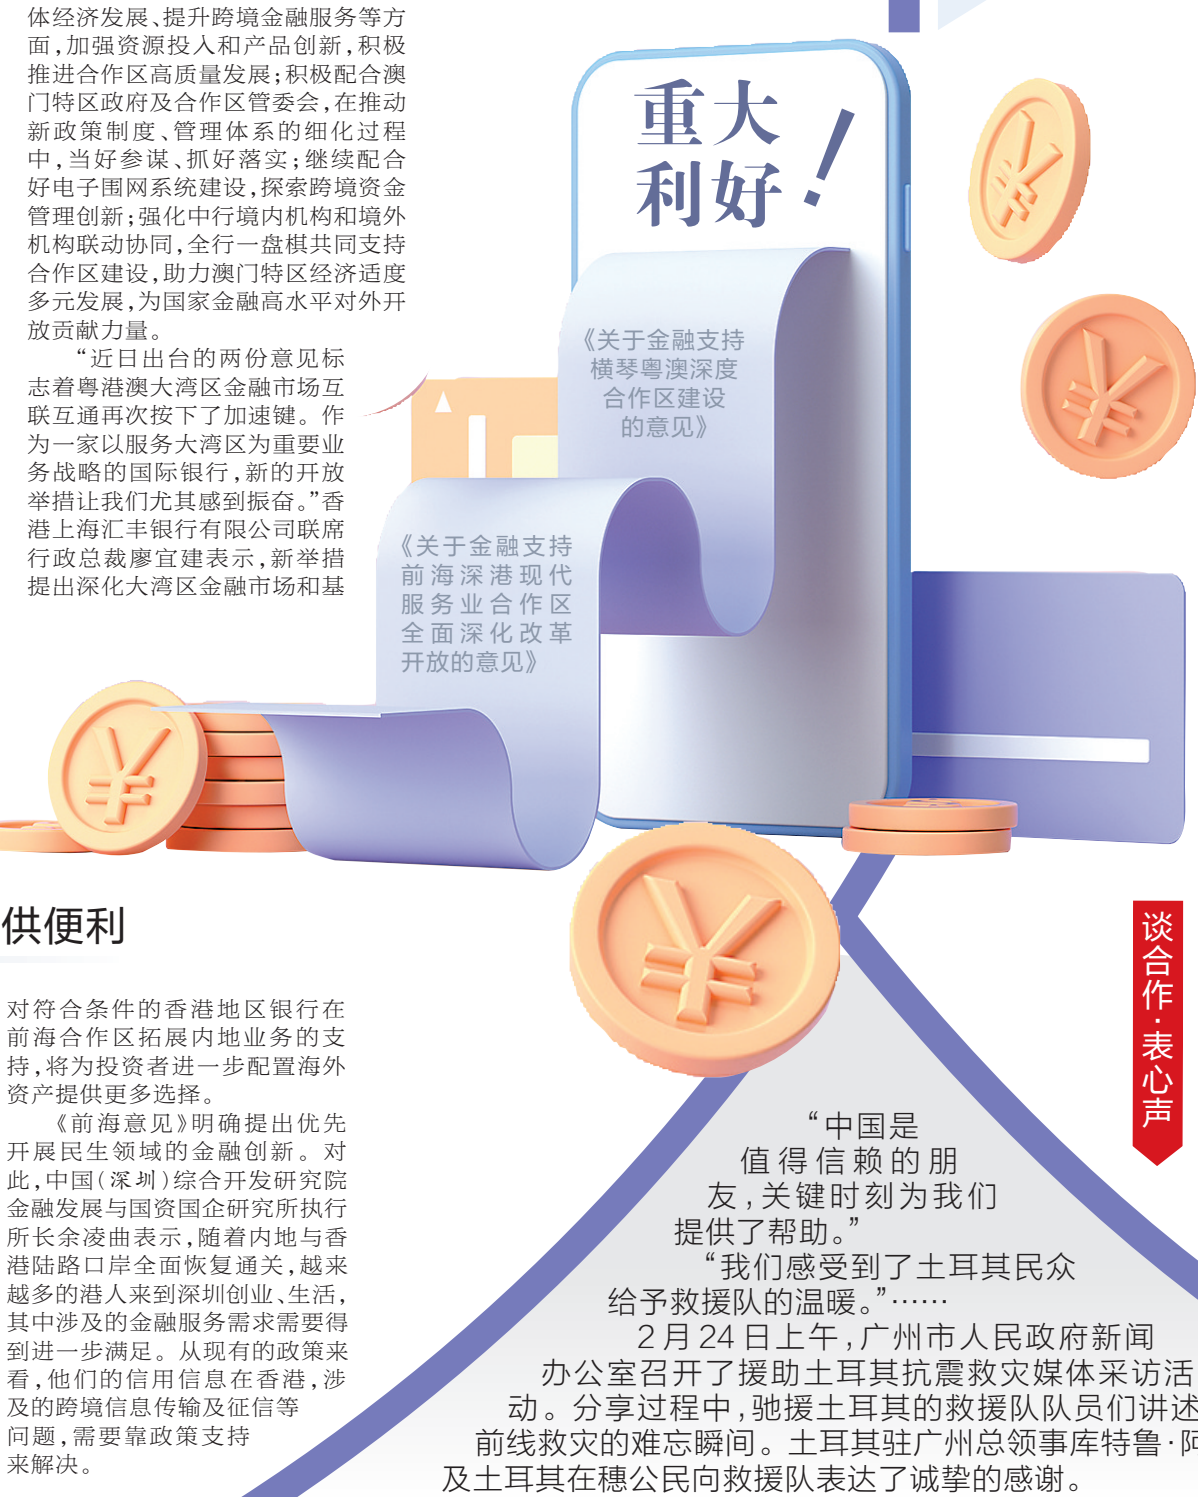 体经济发展、提升跨境金融服务等方
面,加强资源投入和产品创新,积极
推进合作区高质量发展;积极配合澳
门特区政府及合作区管委会,在推动
新政策制度、管理体系的细化过程
中,当好参谋、抓好落实;继续配合
好电子围网系统建设,探索跨境资金
管理创新;强化中行境内机构和境外
机构联动协同,全行一盘棋共同支持
合作区建设,助力澳门特区经济适度
多元发展,为国家金融高水平对外开
放贡献力量。
“近日出台的两份意见标
志着粤港澳大湾区金融市场互
联互通再次按下了加速键。作
为一家以服务大湾区为重要业
务战略的国际银行,新的开放
举措让我们尤其感到振奋。”香
港上海汇丰银行有限公司联席
行政总裁廖宜建表示,新举措
提出深化大湾区金融市场和基
重大
利好!
《关于金融支持
横琴粤澳深度
合作区建设
的意见》
《关于金融支持
前海深港现代
服务业合作区
全面深化改革
开放的意见》
供便利
对符合条件的香港地区银行在
前海合作区拓展内地业务的支
持,将为投资者进一步配置海外
资产提供更多选择。
《前海意见》明确提出优先
开展民生领域的金融创新。对
此,中国(深圳)综合开发研究院
金融发展与国资国企研究所执行
所长余凌曲表示,随着内地与香
港陆路口岸全面恢复通关,越来
越多的港人来到深圳创业、生活,
其中涉及的金融服务需求需要得
到进一步满足。从现有的政策来
看,他们的信用信息在香港,涉
及的跨境信息传输及征信等
问题,需要靠政策支持
来解决。
谈合作·表心声
“中国是
值得信赖的朋
友,关键时刻为我们
提供了帮助。”
“我们感受到了土耳其民众
给予救援队的温暖。”……
2月24日上午,广州市人民政府新闻
办公室召开了援助土耳其抗震救灾媒体采访活
动。分享过程中,驰援土耳其的救援队队员们讲述
前线救灾的难忘瞬间。土耳其驻广州总领事库特鲁·阿
及土耳其在穗公民向救援队表达了诚挚的感谢。